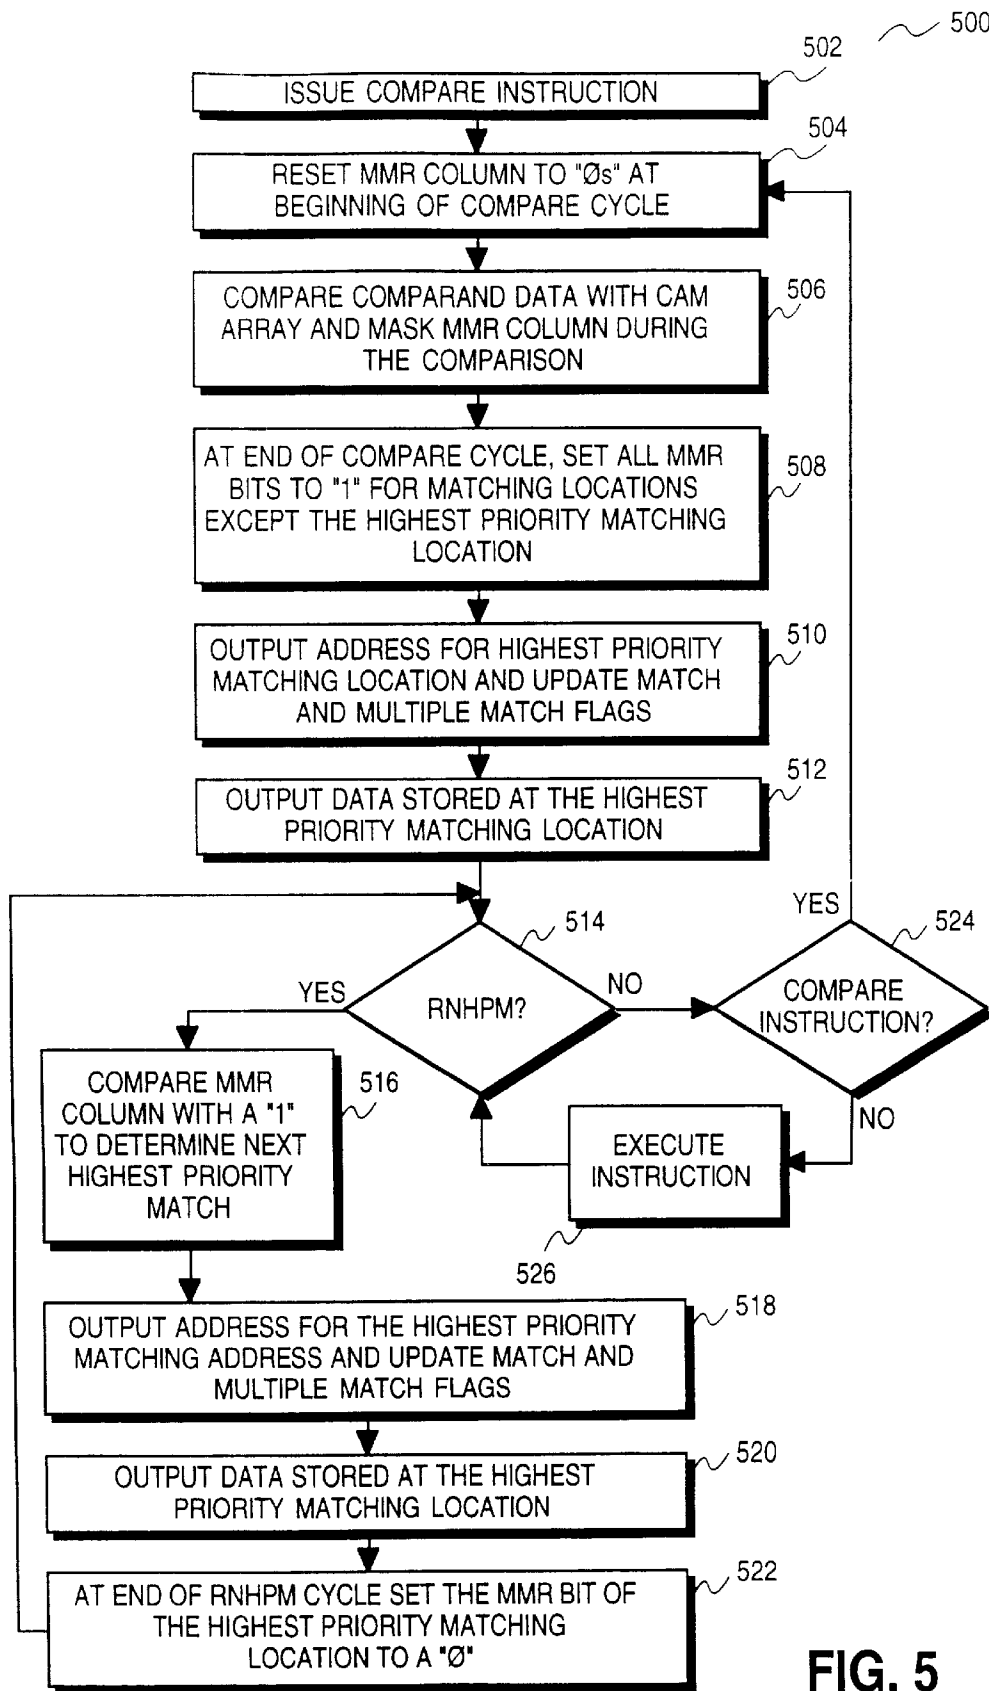 500
502
ISSUE COMPARE INSTRUCTION
504
RESET MMR COLUMN TO "Øs" AT
BEGINNING OF COMPARE CYCLE
506
COMPARE COMPARAND DATA WITH CAM
ARRAY AND MASK MMR COLUMN DURING
THE COMPARISON
508
AT END OF COMPARE CYCLE, SET ALL MMR
BITS TO "1" FOR MATCHING LOCATIONS
EXCEPT THE HIGHEST PRIORITY MATCHING
LOCATION
510
OUTPUT ADDRESS FOR HIGHEST PRIORITY
MATCHING LOCATION AND UPDATE MATCH
AND MULTIPLE MATCH FLAGS
512
OUTPUT DATA STORED AT THE HIGHEST
PRIORITY MATCHING LOCATION
514
RNHPM?
YES
NO
524
COMPARE
INSTRUCTION?
YES
NO
516
COMPARE MMR
COLUMN WITH A "1"
TO DETERMINE NEXT
HIGHEST PRIORITY
MATCH
EXECUTE
INSTRUCTION
526
518
OUTPUT ADDRESS FOR THE HIGHEST PRIORITY
MATCHING ADDRESS AND UPDATE MATCH AND
MULTIPLE MATCH FLAGS
520
OUTPUT DATA STORED AT THE HIGHEST
PRIORITY MATCHING LOCATION
522
AT END OF RNHPM CYCLE SET THE MMR BIT OF
THE HIGHEST PRIORITY MATCHING
LOCATION TO A "Ø"
FIG. 5